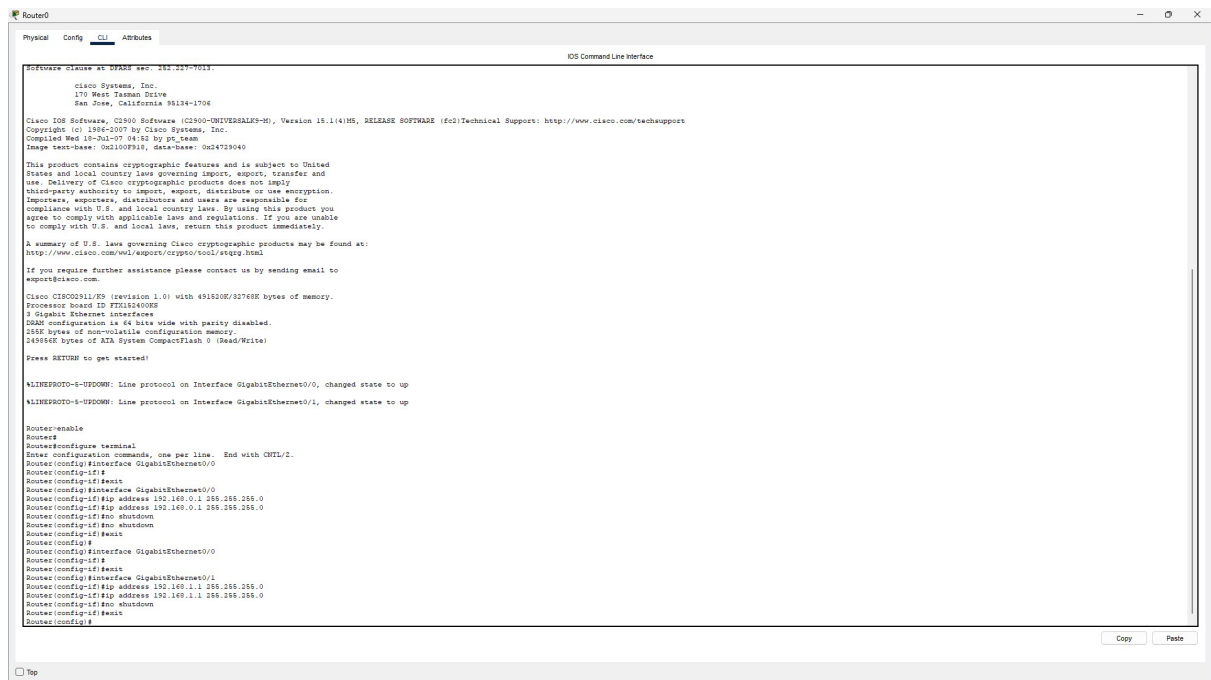 Router0
Physical Config CLI Attributes
IOS Command Line Interface
Software clause at DFARS sec. 252.227-7013.
cisco Systems, Inc.
170 West Tasman Drive
San Jose, California 95134-1706
Cisco IOS Software, C2900 Software (C2900-UNIVERSALK9-M), Version 15.1(4)M5, RELEASE SOFTWARE (fc2)Technical Support: http://www.cisco.com/techsupport
Copyright (c) 1986-2007 by Cisco Systems, Inc.
Compiled Wed 18-Jul-07 04:52 by pt_team
Image text-base: 0x2100F918, data-base: 0x24729040
This product contains cryptographic features and is subject to United
States and local country laws governing import, export, transfer and
use. Delivery of Cisco cryptographic products does not imply
third-party authority to import, export, distribute or use encryption.
Importers, exporters, distributors and users are responsible for
compliance with U.S. and local country laws. By using this product you
agree to comply with applicable laws and regulations. If you are unable
to comply with U.S. and local laws, return this product immediately.
A summary of U.S. laws governing Cisco cryptographic products may be found at:
http://www.cisco.com/wwl/export/crypto/tool/stqrg.html
If you require further assistance please contact us by sending email to
export@cisco.com.
Cisco CISCO2911/K9 (revision 1.0) with 491520K/32768K bytes of memory.
Processor board ID FTX152400KS
3 Gigabit Ethernet interfaces
DRAM configuration is 64 bits wide with parity disabled.
255K bytes of non-volatile configuration memory.
249856K bytes of ATA System CompactFlash 0 (Read/Write)
Press RETURN to get started!
%LINEPROTO-5-UPDOWN: Line protocol on Interface GigabitEthernet0/0, changed state to up
%LINEPROTO-5-UPDOWN: Line protocol on Interface GigabitEthernet0/1, changed state to up
Router>enable
Router#
Router#configure terminal
Enter configuration commands, one per line. End with CNTL/Z.
Router(config)#interface GigabitEthernet0/0
Router(config-if)#
Router(config-if)#exit
Router(config)#interface GigabitEthernet0/0
Router(config-if)#ip address 192.168.0.1 255.255.255.0
Router(config-if)#ip address 192.168.0.1 255.255.255.0
Router(config-if)#no shutdown
Router(config-if)#no shutdown
Router(config-if)#exit
Router(config)#
Router(config)#interface GigabitEthernet0/0
Router(config-if)#
Router(config-if)#exit
Router(config)#interface GigabitEthernet0/1
Router(config-if)#ip address 192.168.1.1 255.255.255.0
Router(config-if)#ip address 192.168.1.1 255.255.255.0
Router(config-if)#no shutdown
Router(config-if)#exit
Router(config)#
Copy Paste
Top